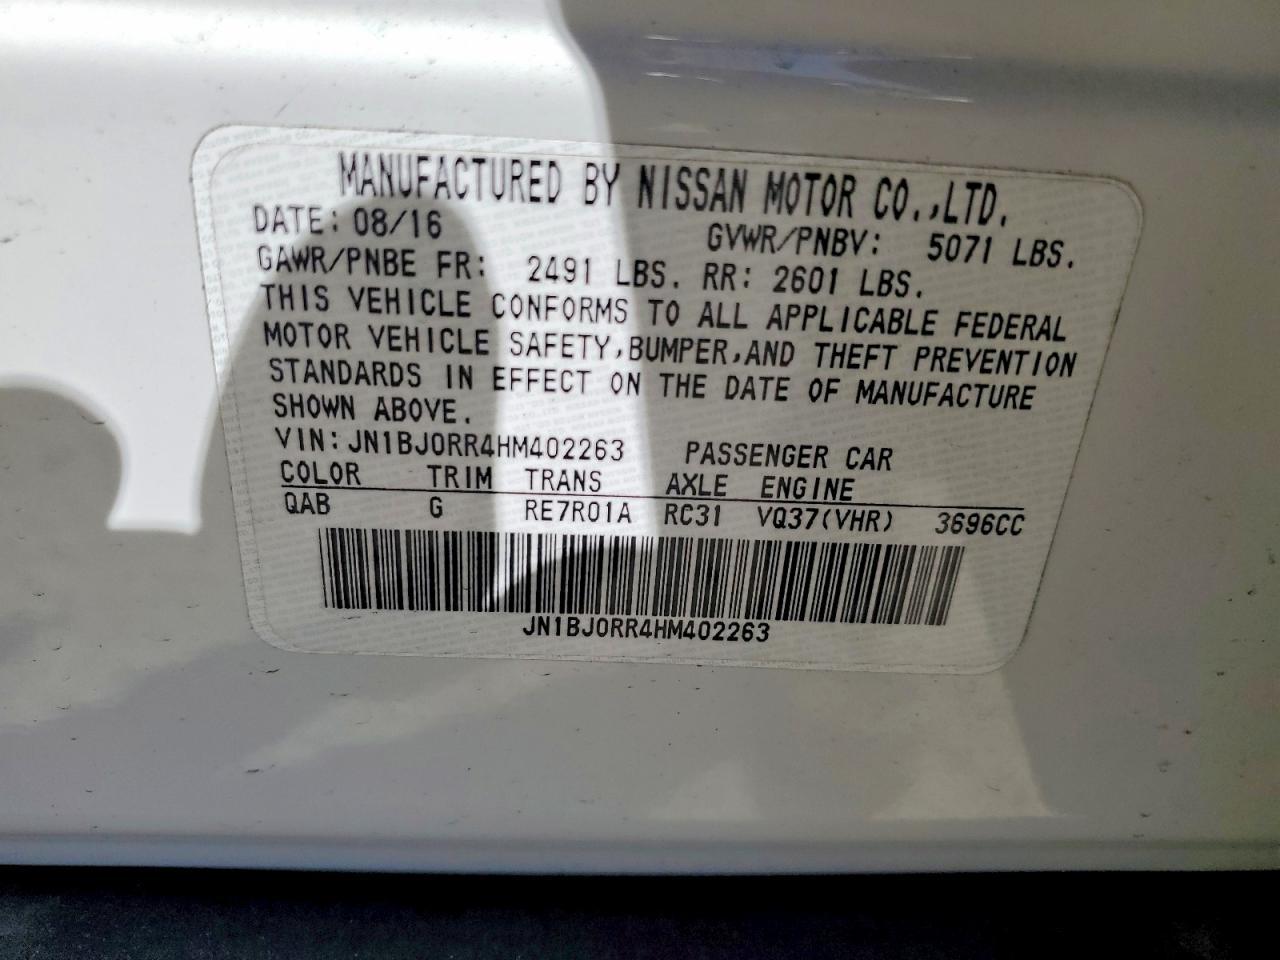 MANUFACTURED BY NISSAN MOTOR CO.,LTD.
DATE: 08/16 GVWR/PNBV: 5071 LBS.
GAWR/PNBE FR: 2491 LBS. RR: 2601 LBS.
THIS VEHICLE CONFORMS TO ALL APPLICABLE FEDERAL
MOTOR VEHICLE SAFETY,BUMPER,AND THEFT PREVENTION
STANDARDS IN EFFECT ON THE DATE OF MANUFACTURE
SHOWN ABOVE.
VIN:JN1BJ0RR4HM402263 PASSENGER CAR
COLOR TRIM TRANS AXLE ENGINE
QAB G RE7R01A RC31 VQ37(VHR) 3696CC
JN1BJ0RR4HM402263